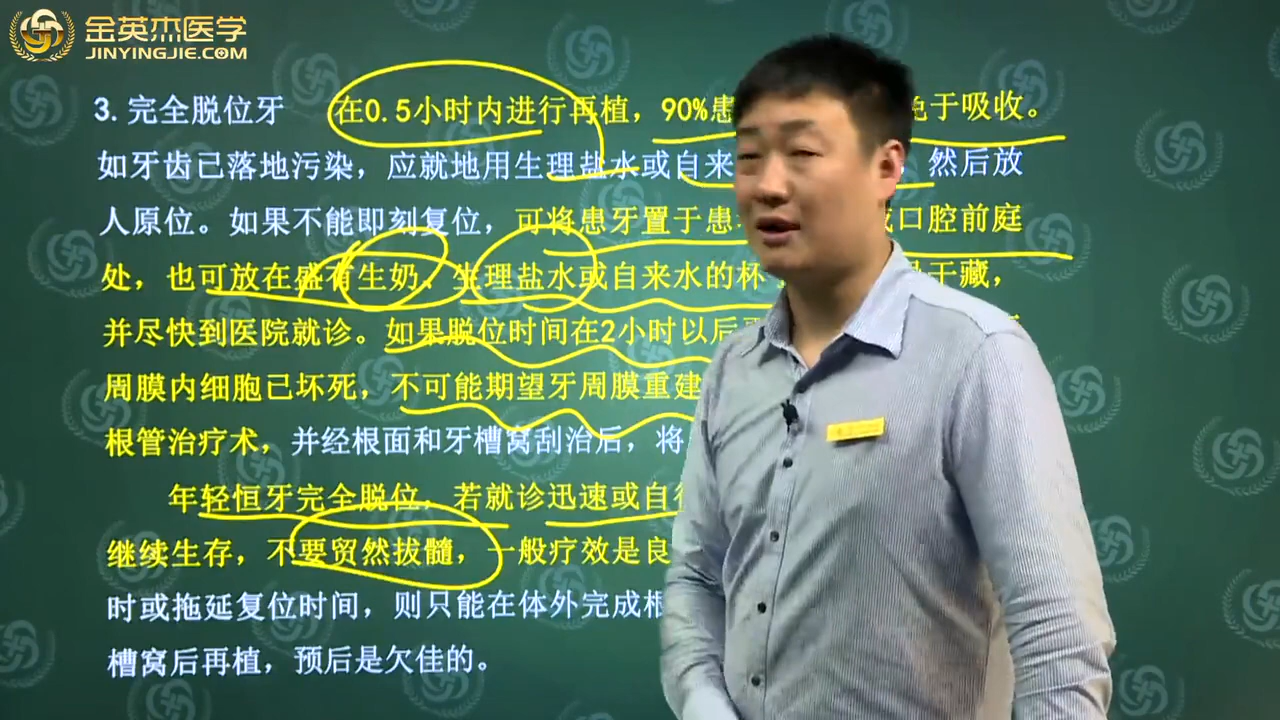 金英杰医学
JINYINGJIE.COM
3. 完全脱位牙 在0.5小时内进行再植，90%患 免于吸收。
如牙齿已落地污染，应就地用生理盐水或自来 ，然后放
人原位。如果不能即刻复位，可将患牙置于患 或口腔前庭
处，也可放在盛有生奶、生理盐水或自来水的杯 干藏，
并尽快到医院就诊。如果脱位时间在2小时以后
周膜内细胞已坏死，不可能期望牙周膜重建
根管治疗术，并经根面和牙槽窝刮治后，将
年轻恒牙完全脱位，若就诊迅速或自
继续生存，不要贸然拔髓，一般疗效是良
时或拖延复位时间，则只能在体外完成
槽窝后再植，预后是欠佳的。